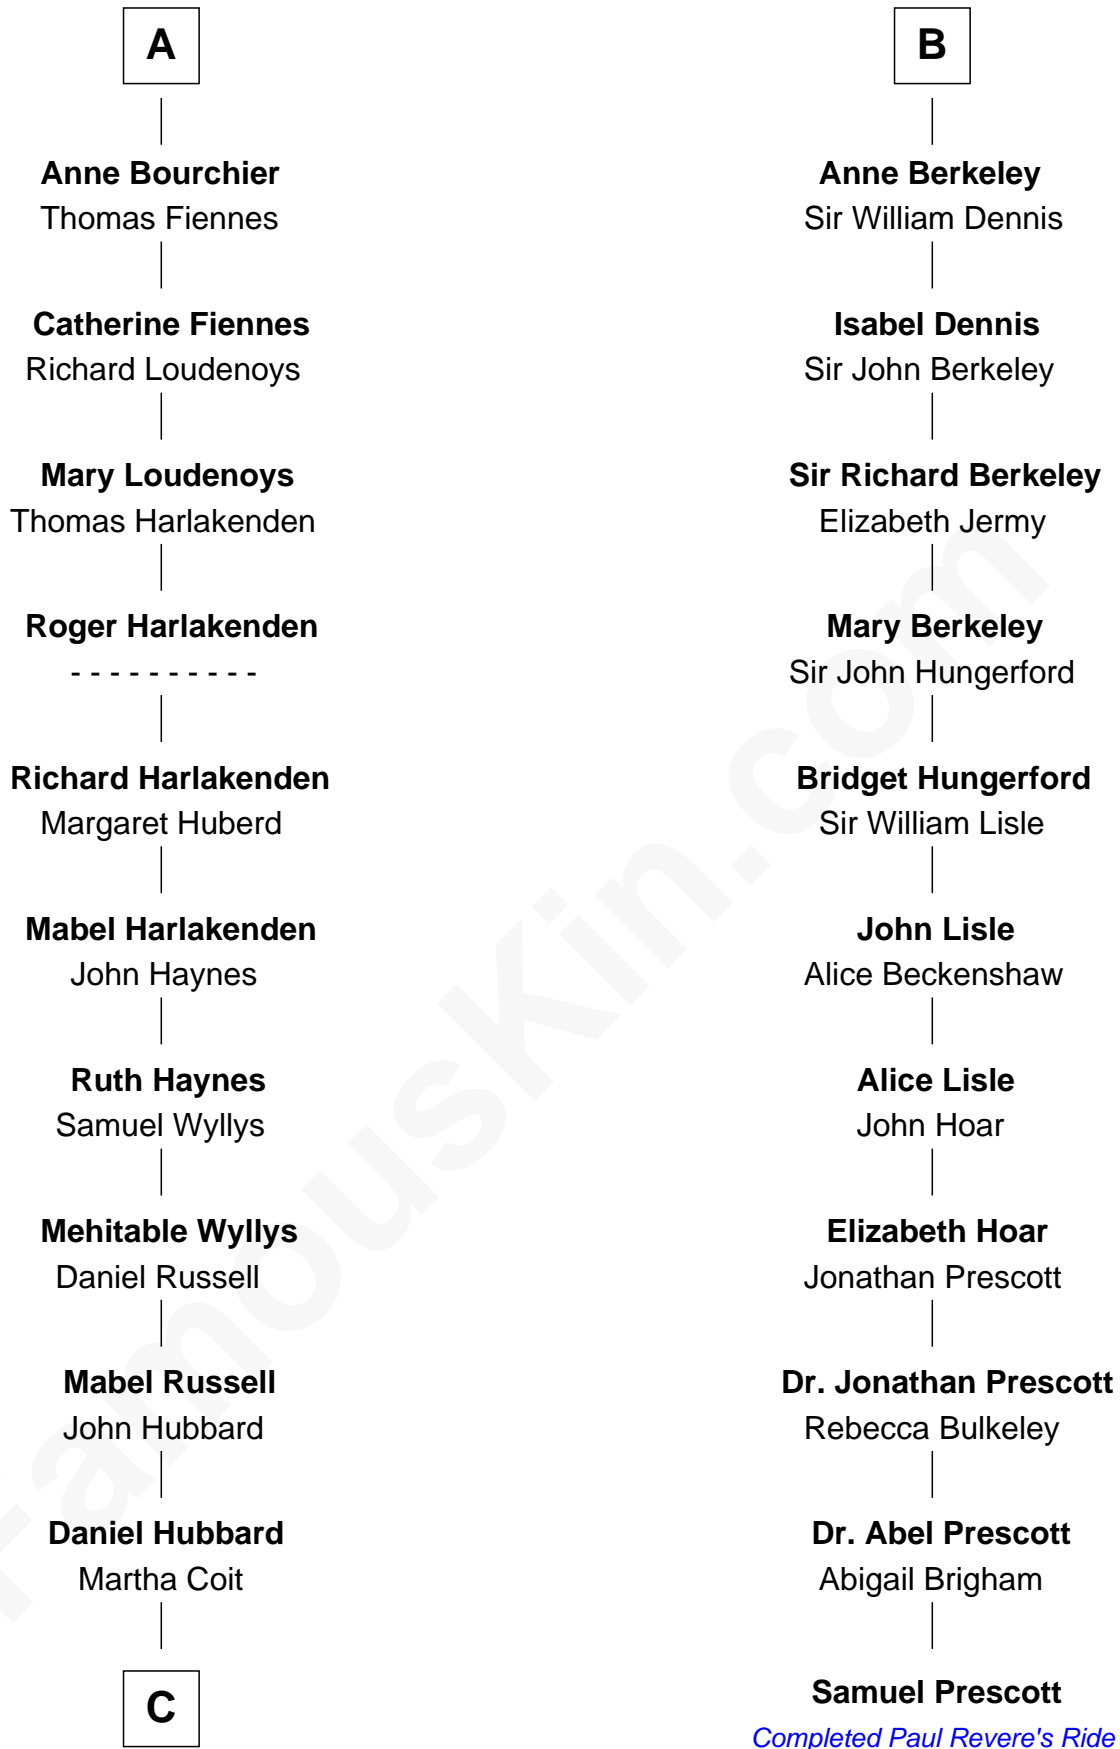 A
Anne Bourchier
Thomas Fiennes
Catherine Fiennes
Richard Loudenoys
Mary Loudenoys
Thomas Harlakenden
Roger Harlakenden
- - - - - - - - - -
Richard Harlakenden
Margaret Huberd
Mabel Harlakenden
John Haynes
Ruth Haynes
Samuel Wyllys
Mehitable Wyllys
Daniel Russell
Mabel Russell
John Hubbard
Daniel Hubbard
Martha Coit
C
B
Anne Berkeley
Sir William Dennis
Isabel Dennis
Sir John Berkeley
Sir Richard Berkeley
Elizabeth Jermy
Mary Berkeley
Sir John Hungerford
Bridget Hungerford
Sir William Lisle
John Lisle
Alice Beckenshaw
Alice Lisle
John Hoar
Elizabeth Hoar
Jonathan Prescott
Dr. Jonathan Prescott
Rebecca Bulkeley
Dr. Abel Prescott
Abigail Brigham
Samuel Prescott
Completed Paul Revere's Ride
FamousKin.com